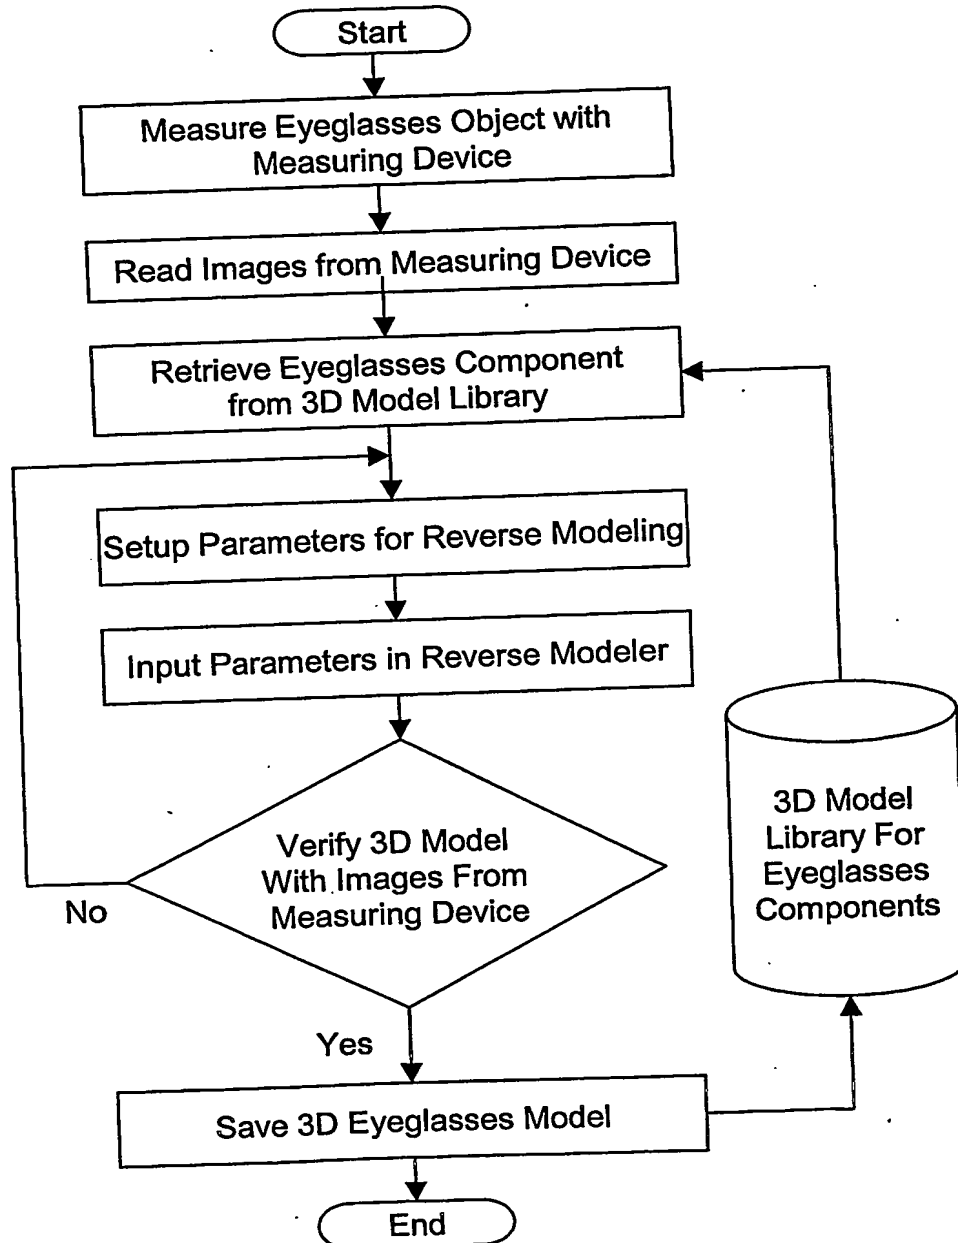 Start
Measure Eyeglasses Object with
Measuring Device
Read Images from Measuring Device
Retrieve Eyeglasses Component
from 3D Model Library
Setup Parameters for Reverse Modeling
Input Parameters in Reverse Modeler
Verify 3D Model
With Images From
Measuring Device
No
3D Model
Library For
Eyeglasses
Components
Yes
Save 3D Eyeglasses Model
End